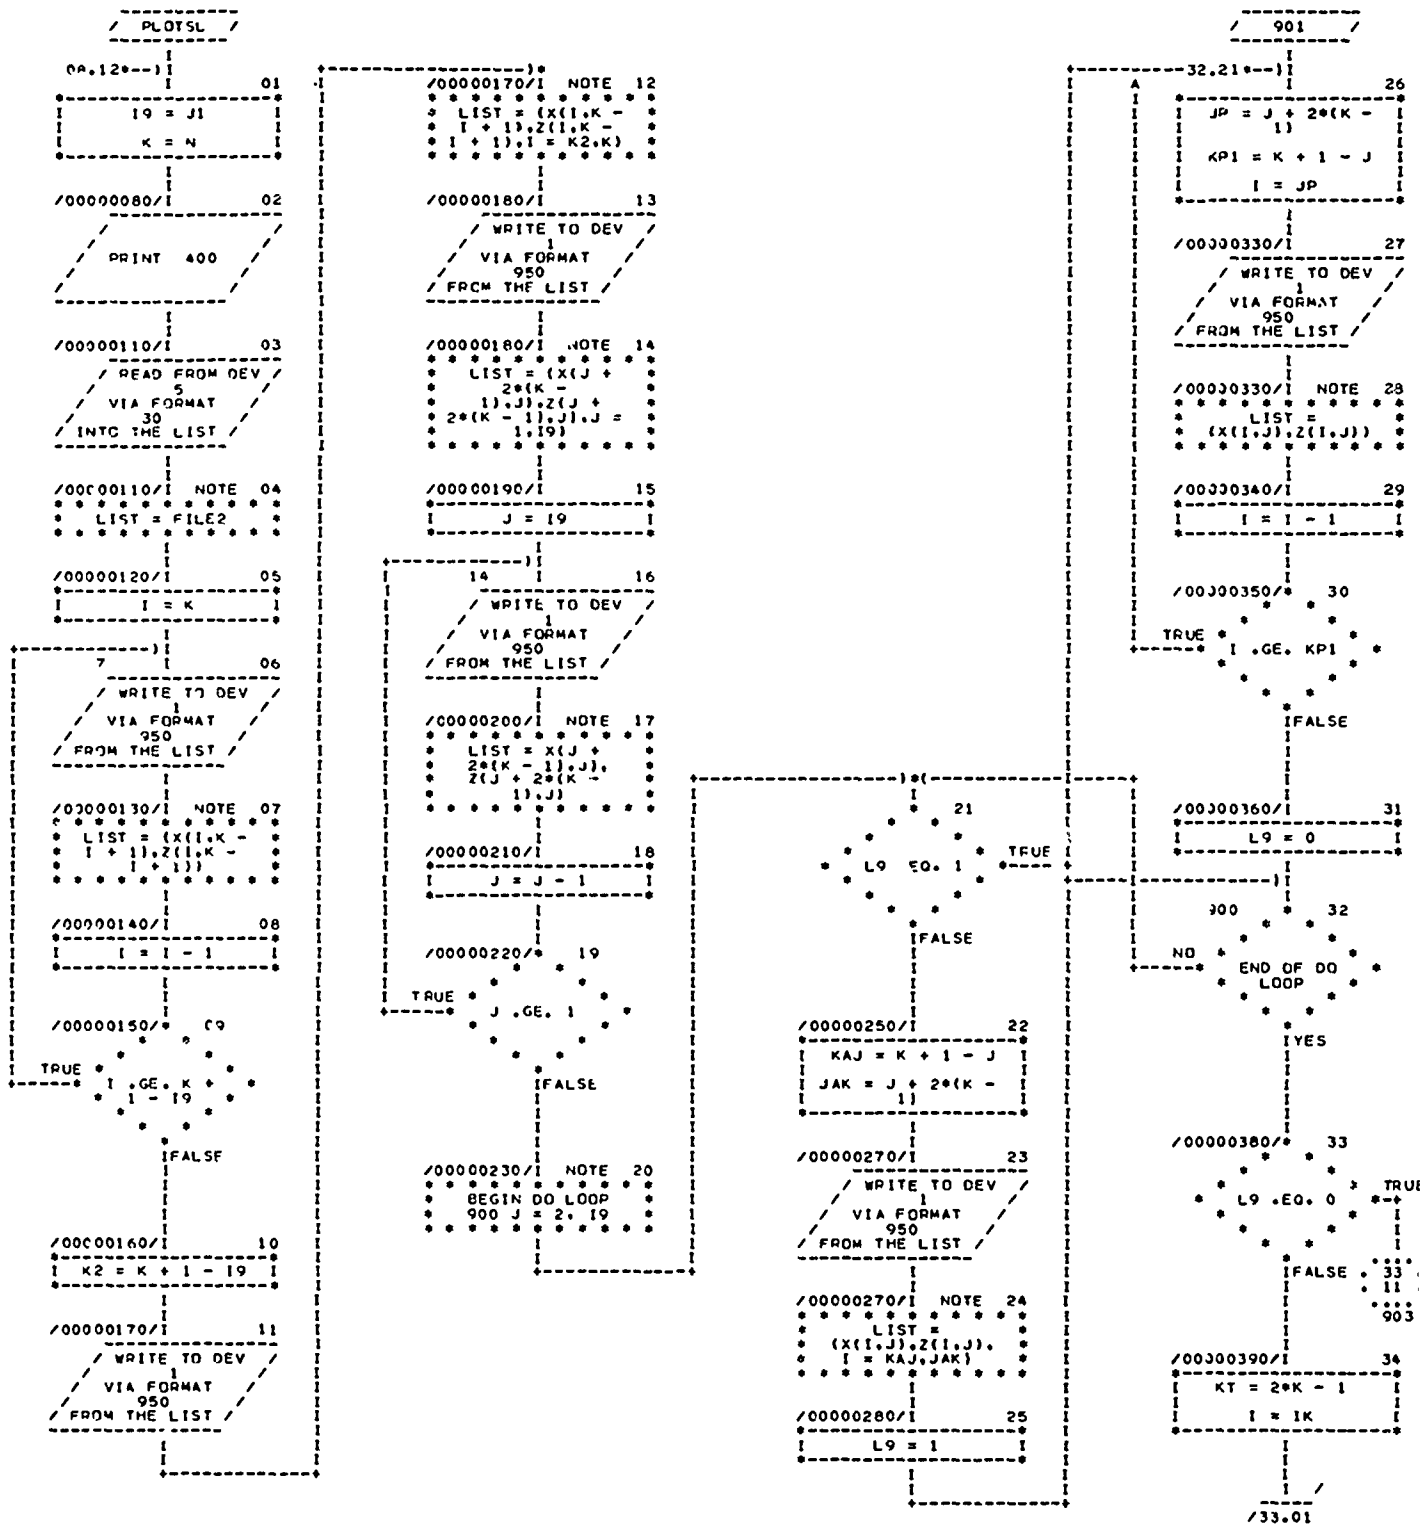 / PLOTSL /
0A.12*--)I
01
I9 = J1
K = N
/00000080/I 02
PRINT 400
/00000110/I 03
READ FROM DEV
5
VIA FORMAT
30
INTO THE LIST
/00000110/I NOTE 04
LIST = FILE2
/00000120/I 05
I = K
7 06
WRITE TO DEV
1
VIA FORMAT
950
FROM THE LIST
/00000130/I NOTE 07
LIST = (X(I,K -
I + 1),Z(I,K -
I + 1))
/00000140/I 08
I = I - 1
/00000150/* 09
TRUE
I .GE. K +
1 - I9
FALSE
/00000160/I 10
K2 = K + 1 - I9
/00000170/I 11
WRITE TO DEV
1
VIA FORMAT
950
FROM THE LIST
/00000170/I NOTE 12
LIST = (X(I,K -
I + 1),Z(I,K -
I + 1),I = K2,K)
/00000180/I 13
WRITE TO DEV
1
VIA FORMAT
950
FROM THE LIST
/00000180/I NOTE 14
LIST = (X(J +
2*(K -
1),J),Z(J +
2*(K - 1),J),J =
1,I9)
/00000190/I 15
J = I9
14 16
WRITE TO DEV
1
VIA FORMAT
950
FROM THE LIST
/00000200/I NOTE 17
LIST = X(J +
2*(K - 1),J),
Z(J + 2*(K -
1),J)
/00000210/I 18
J = J - 1
/00000220/* 19
TRUE
J .GE. 1
FALSE
/00000230/I NOTE 20
BEGIN DO LOOP
900 J = 2, I9
21
L9 EQ. 1
TRUE
FALSE
/00000250/I 22
KAJ = K + 1 - J
JAK = J + 2*(K -
1)
/00000270/I 23
WRITE TO DEV
1
VIA FORMAT
950
FROM THE LIST
/00000270/I NOTE 24
LIST =
(X(I,J),Z(I,J),
I = KAJ,JAK)
/00000280/I 25
L9 = 1
/ 901 /
32.21*--)I
A
26
JP = J + 2*(K -
1)
KP1 = K + 1 - J
I = JP
/00000330/I 27
WRITE TO DEV
1
VIA FORMAT
950
FROM THE LIST
/00000330/I NOTE 28
LIST =
(X(I,J),Z(I,J))
/00000340/I 29
I = I - 1
/00000350/* 30
TRUE
I .GE. KP1
FALSE
/00000360/I 31
L9 = 0
900 32
NO
END OF DO
LOOP
YES
/00000380/* 33
L9 .EQ. 0
TRUE
FALSE
33
11
903
/00000390/I 34
KT = 2*K - 1
I = IK
/33.01